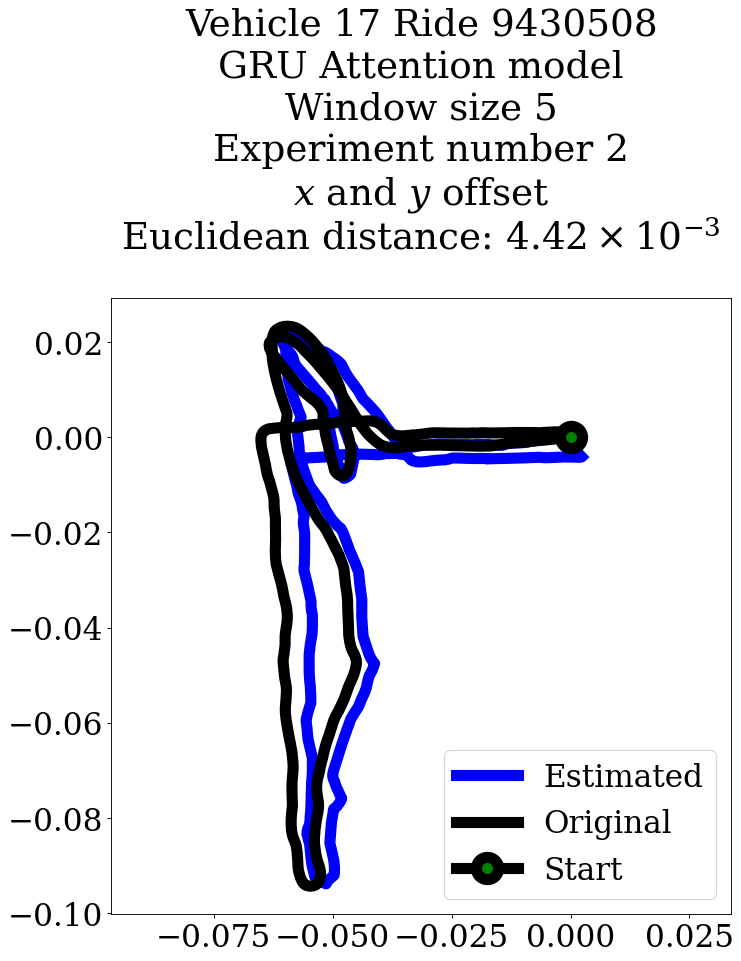 Vehicle 17 Ride 9430508
GRU Attention model
Window size 5
Experiment number 2
x and y offset
Euclidean distance: 4.42 × 10⁻³
0.02
0.00
−0.02
−0.04
−0.06
−0.08
−0.10
Estimated
Original
Start
−0.075 −0.050 −0.025 0.000 0.025